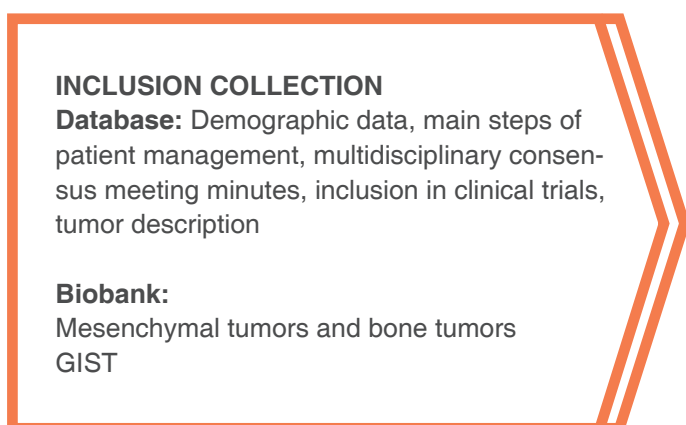 INCLUSION COLLECTION
Database: Demographic data, main steps of
patient management, multidisciplinary consen-
sus meeting minutes, inclusion in clinical trials,
tumor description
Biobank:
Mesenchymal tumors and bone tumors
GIST